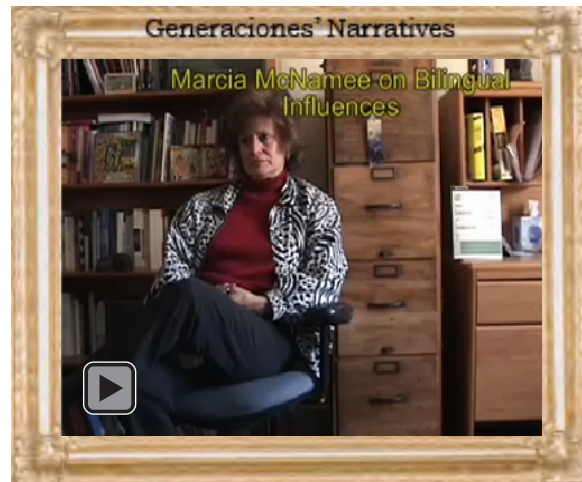 Generaciones' Narratives
Marcia McNamee on Bilingual
Influences